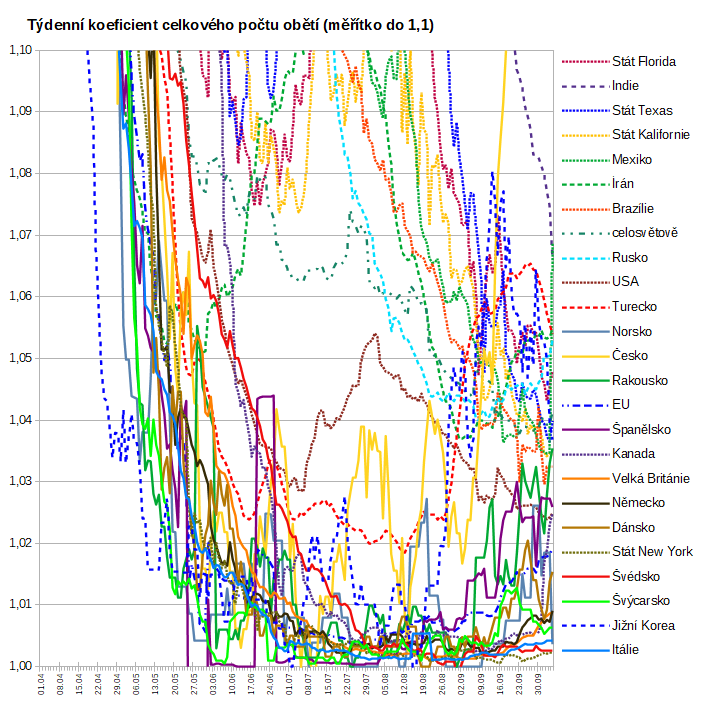 Týdenní koeficient celkového počtu obětí (měřítko do 1,1)
1,10
1,09
1,08
1,07
1,06
1,05
1,04
1,03
1,02
1,01
1,00
01.04
08.04
15.04
22.04
29.04
06.05
13.05
20.05
27.05
03.06
10.06
17.06
24.06
01.07
08.07
15.07
22.07
29.07
05.08
12.08
19.08
26.08
02.09
09.09
16.09
23.09
30.09
Stát Florida
Indie
Stát Texas
Stát Kalifornie
Mexiko
Írán
Brazílie
celosvětově
Rusko
USA
Turecko
Norsko
Česko
Rakousko
EU
Španělsko
Kanada
Velká Británie
Německo
Dánsko
Stát New York
Švédsko
Švýcarsko
Jižní Korea
Itálie